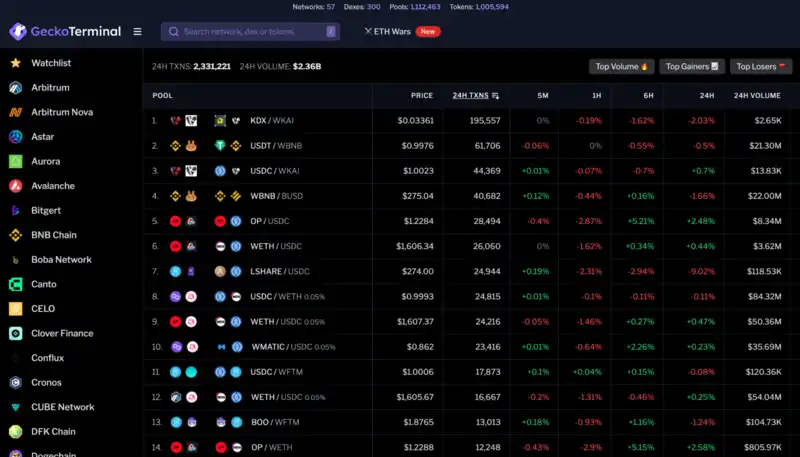 Networks: 57 Dexes: 300 Pools: 1,112,463 Tokens: 1,005,594
GeckoTerminal Search network, dex or tokens / ETH Wars New
Watchlist
Arbitrum
Arbitrum Nova
Astar
Aurora
Avalanche
Bitgert
BNB Chain
Boba Network
Canto
CELO
Clover Finance
Conflux
Cronos
CUBE Network
DFK Chain
Dogechain
24H TXNS: 2,331,221 24H VOLUME: $2.36B Top Volume Top Gainers Top Losers
POOL PRICE 24H TXNS 5M 1H 6H 24H 24H VOLUME
1. KDX / WKAI $0.03361 195,557 0% -0.19% -1.62% -2.03% $2.65K
2. USDT / WBNB $0.9976 61,706 -0.06% 0% -0.55% -0.5% $21.30M
3. USDC / WKAI $1.0023 44,369 +0.01% -0.07% -0.7% +0.7% $13.83K
4. WBNB / BUSD $275.04 40,682 +0.12% -0.44% +0.16% -1.66% $22.00M
5. OP / USDC $1.2284 28,494 -0.4% -2.87% +5.21% +2.48% $8.34M
6. WETH / USDC $1,606.34 26,060 0% -1.62% +0.34% +0.44% $3.62M
7. LSHARE / USDC $274.00 24,944 +0.19% -2.31% -2.94% -9.02% $118.53K
8. USDC / WETH 0.05% $0.9993 24,815 +0.01% -0.1% -0.11% -0.11% $84.32M
9. WETH / USDC 0.05% $1,607.37 24,216 -0.05% -1.46% +0.27% +0.47% $50.36M
10. WMATIC / USDC 0.05% $0.862 23,416 +0.01% -0.64% +2.26% +0.23% $35.69M
11. USDC / WFTM $1.0006 17,873 +0.1% +0.04% +0.15% -0.08% $120.36K
12. WETH / USDC 0.05% $1,605.67 16,667 -0.2% -1.31% -0.46% +0.25% $54.04M
13. BOO / WFTM $1.8765 13,013 +0.18% -0.93% +1.16% -1.24% $104.73K
14. OP / WETH $1.2288 12,248 -0.43% -2.9% +5.15% +2.58% $805.97K